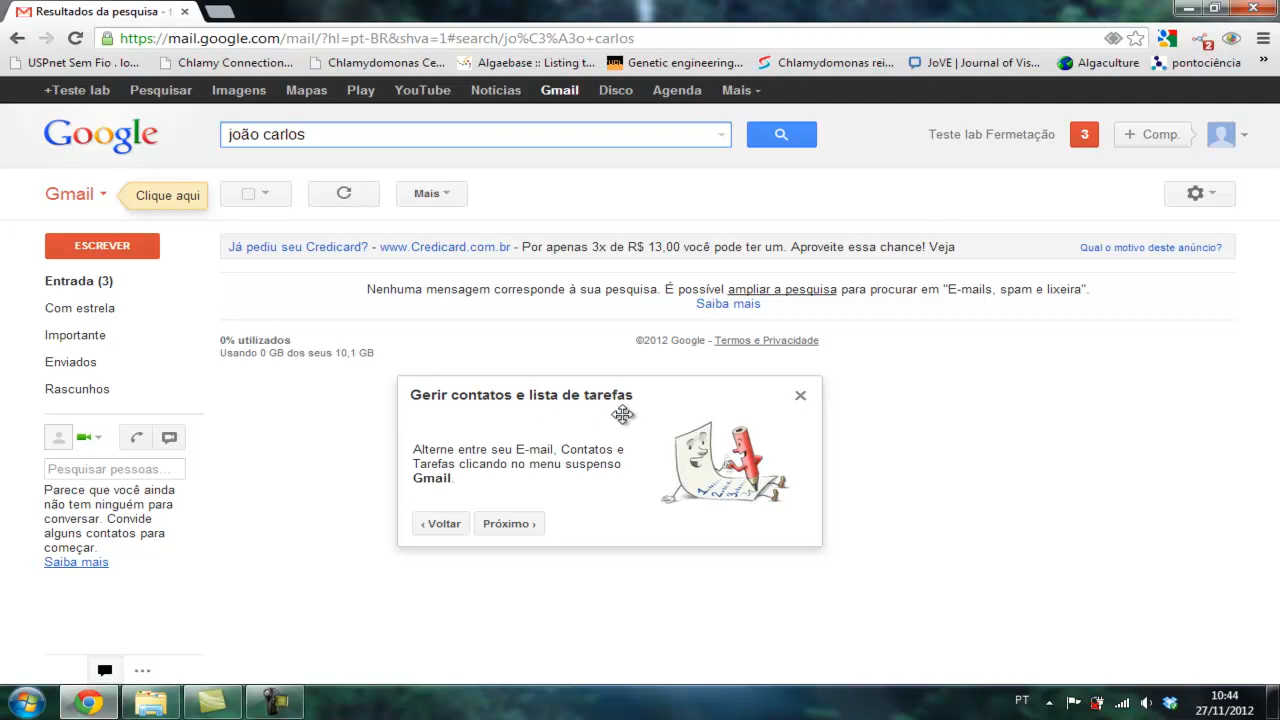 Resultados da pesquisa - t
https://mail.google.com/mail/?hl=pt-BR&shva=1#search/jo%C3%A3o+carlos
2
USPnet Sem Fio . lo...
Chlamy Connection...
Chlamydomonas Ce...
Algaebase :: Listing t...
UCL
Genetic engineering...
Chlamydomonas rei...
JoVE | Journal of Vis...
Algaculture
pontociência
»
+Teste lab
Pesquisar
Imagens
Mapas
Play
YouTube
Notícias
Gmail
Disco
Agenda
Mais
Google
joão carlos
Teste lab Fermetação
3
+ Comp.
Gmail
Clique aqui
Mais
ESCREVER
Já pediu seu Credicard? - www.Credicard.com.br - Por apenas 3x de R$ 13,00 você pode ter um. Aproveite essa chance! Veja
Qual o motivo deste anúncio?
Entrada (3)
Com estrela
Importante
Enviados
Rascunhos
Nenhuma mensagem corresponde à sua pesquisa. É possível ampliar a pesquisa para procurar em "E-mails, spam e lixeira".
Saiba mais
0% utilizados
Usando 0 GB dos seus 10,1 GB
©2012 Google - Termos e Privacidade
Gerir contatos e lista de tarefas
Alterne entre seu E-mail, Contatos e
Tarefas clicando no menu suspenso
Gmail.
1
2
3
‹ Voltar
Próximo ›
Pesquisar pessoas...
Parece que você ainda
não tem ninguém para
conversar. Convide
alguns contatos para
começar.
Saiba mais
PT
10:44
27/11/2012